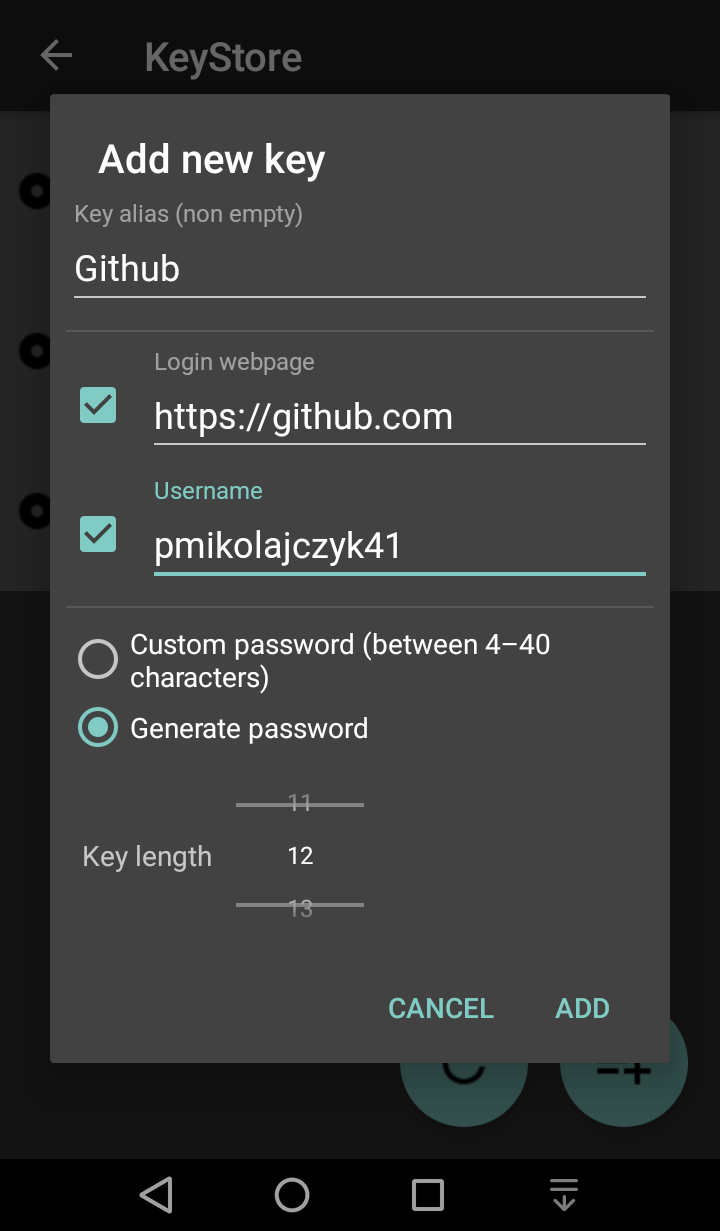 KeyStore
Add new key
Key alias (non empty)
Github
Login webpage
https://github.com
Username
pmikolajczyk41
Custom password (between 4–40
characters)
Generate password
11
Key length
12
13
CANCEL
ADD